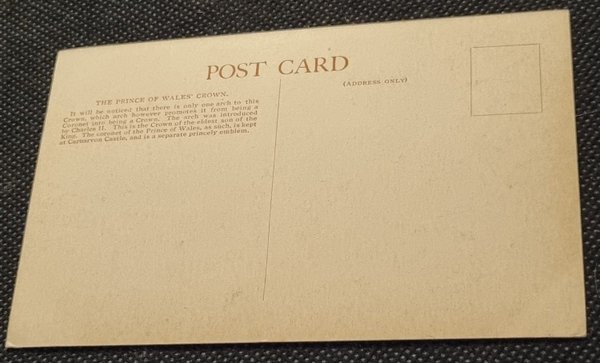 POST CARD
THE PRINCE OF WALES' CROWN.
It will be noticed that there is only one arch to this
Crown, which arch however promotes it from being a
Coronet into being a Crown. The arch was introduced
by Charles II. This is the Crown of the eldest son of the
King. The coronet of the Prince of Wales, as such, is kept
at Carnarvon Castle, and is a separate princely emblem.
(ADDRESS ONLY)